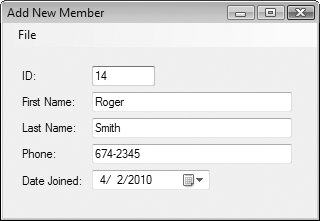 Add New Member
File
ID: 14
First Name: Roger
Last Name: Smith
Phone: 674-2345
Date Joined: 4/ 2/2010